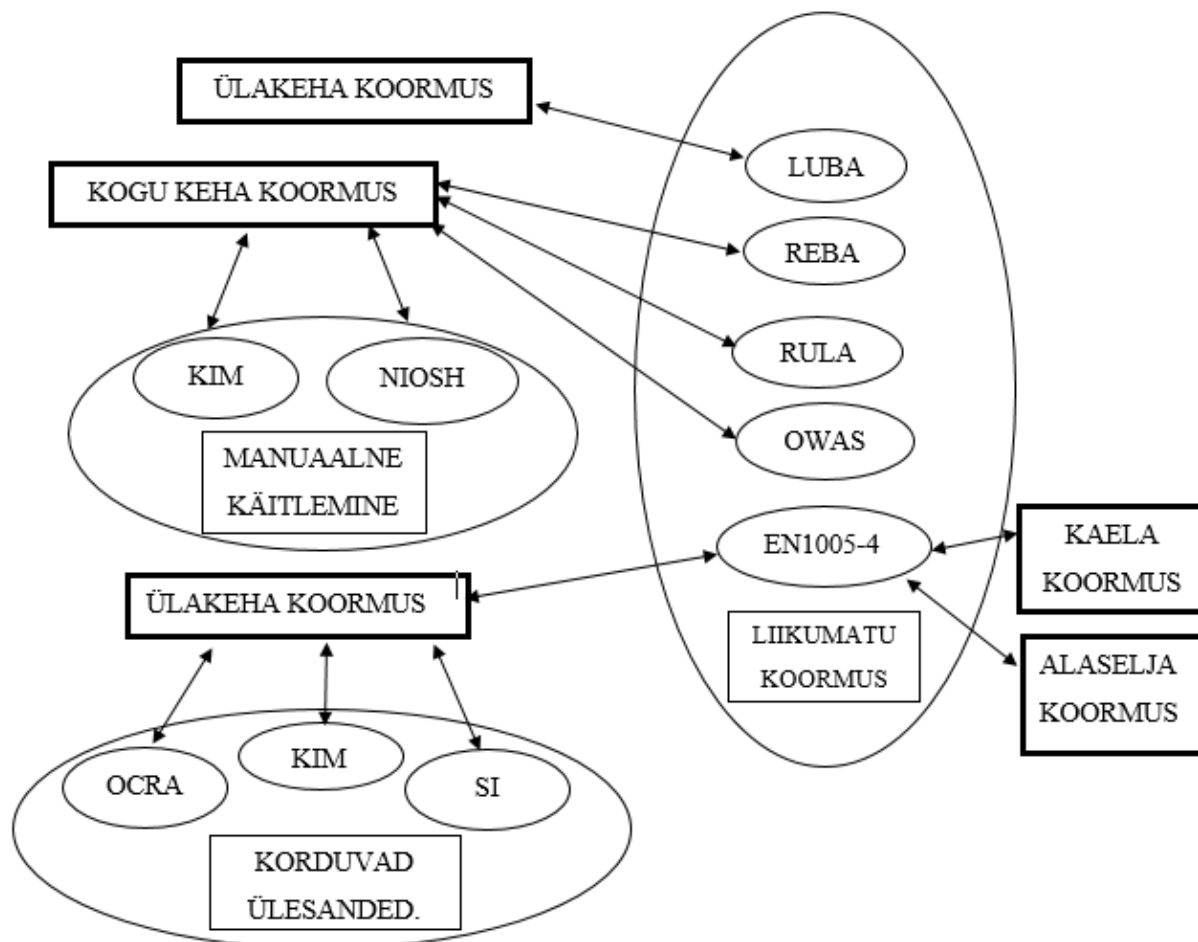 ÜLAKEHA KOORMUS
KOGU KEHA KOORMUS
LUBA
REBA
RULA
OWAS
EN1005-4
LIIKUMATU
KOORMUS
KIM
NIOSH
MANUAALNE
KÄITLEMINE
KAELA
KOORMUS
ALASELJA
KOORMUS
ÜLAKEHA KOORMUS
OCRA
KIM
SI
KORDUVAD
ÜLESANDED.